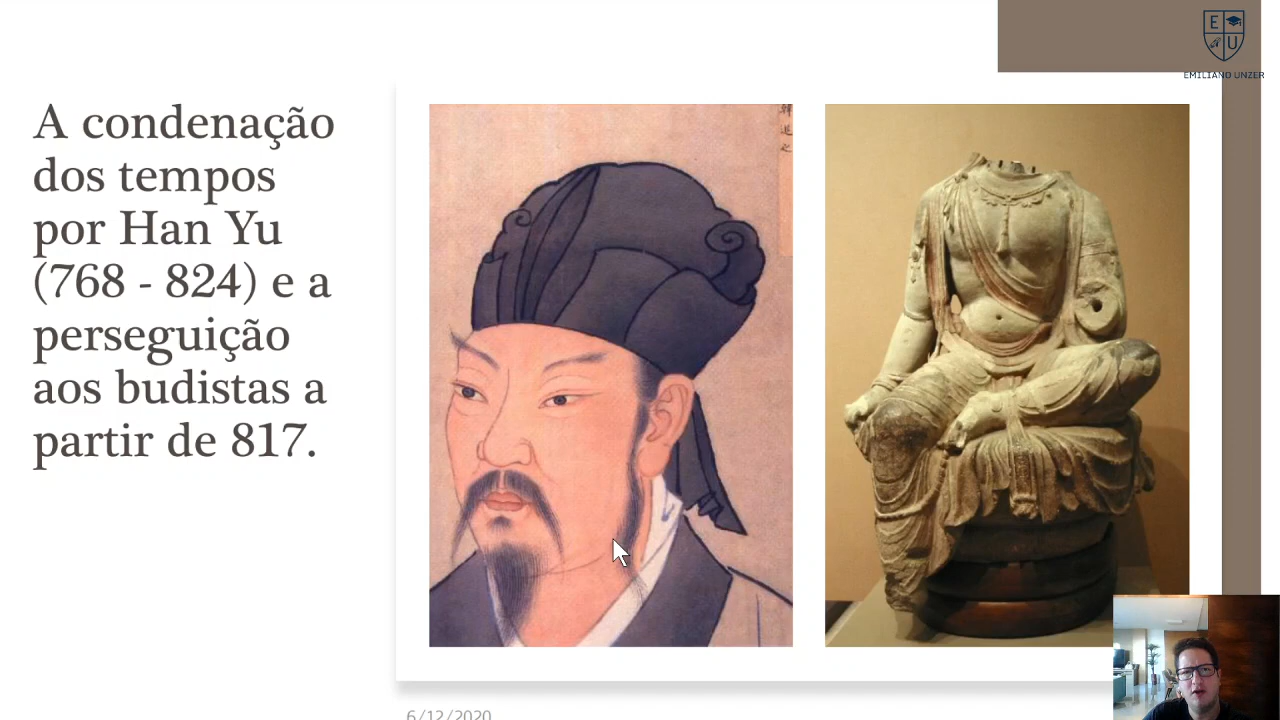 A condenação
dos tempos
por Han Yu
(768 - 824) e a
perseguição
aos budistas a
partir de 817.
E
U
EMILIANO UNZER
6/12/2020